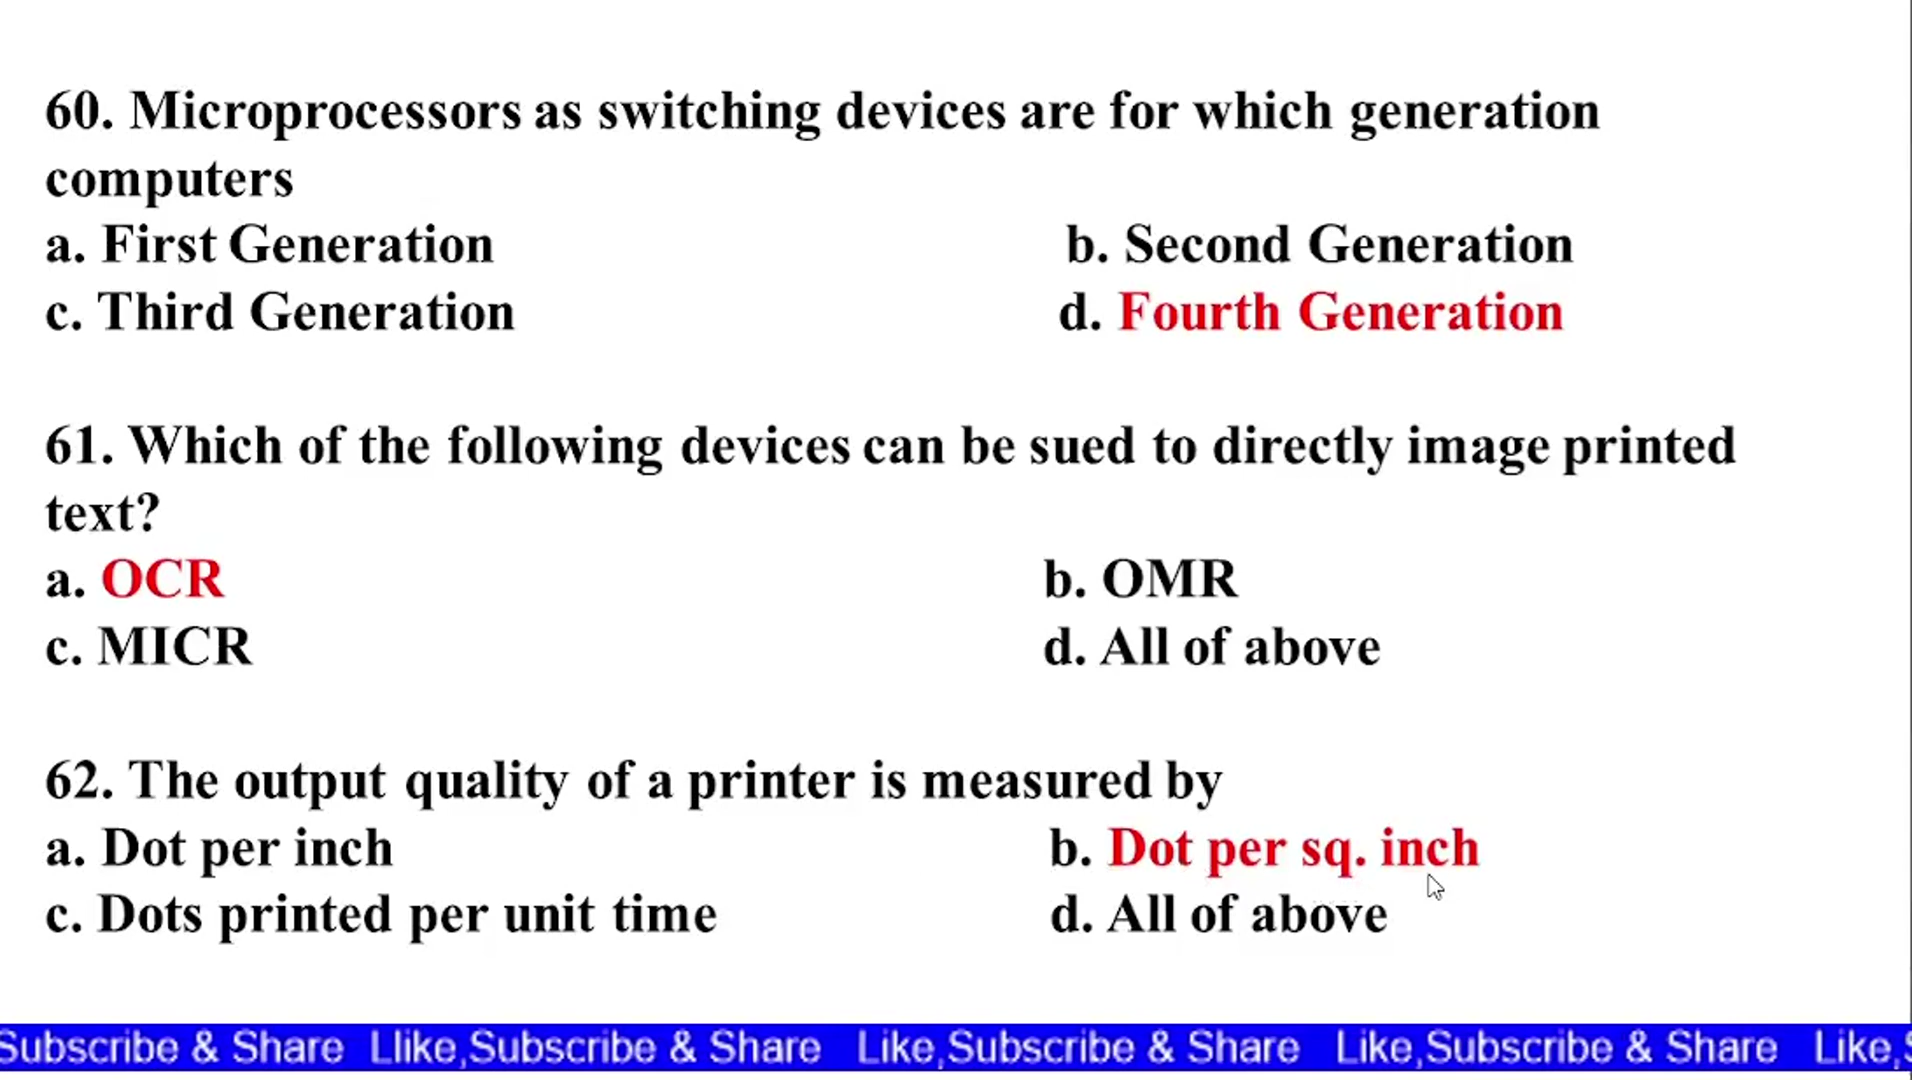 60. Microprocessors as switching devices are for which generation
computers
a. First Generation b. Second Generation
c. Third Generation d. Fourth Generation
61. Which of the following devices can be sued to directly image printed
text?
a. OCR b. OMR
c. MICR d. All of above
62. The output quality of a printer is measured by
a. Dot per inch b. Dot per sq. inch
c. Dots printed per unit time d. All of above
Subscribe & Share Llike,Subscribe & Share Like,Subscribe & Share Like,Subscribe & Share Like,S